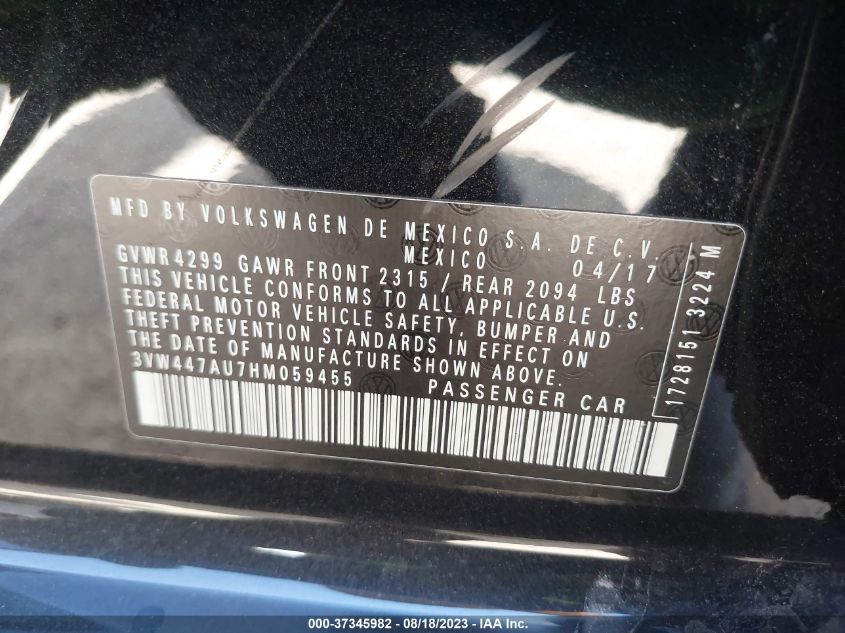 MFD BY VOLKSWAGEN DE MEXICO S.A. DE C.V.
MEXICO 04/17
GVWR 4299 GAWR FRONT 2315 / REAR 2094 LBS
THIS VEHICLE CONFORMS TO ALL APPLICABLE U.S.
FEDERAL MOTOR VEHICLE SAFETY, BUMPER AND
THEFT PREVENTION STANDARDS IN EFFECT ON
THE DATE OF MANUFACTURE SHOWN ABOVE.
3VW447AU7HM059455 PASSENGER CAR
1728151 3224 M
000-37345982 - 08/18/2023 - IAA Inc.